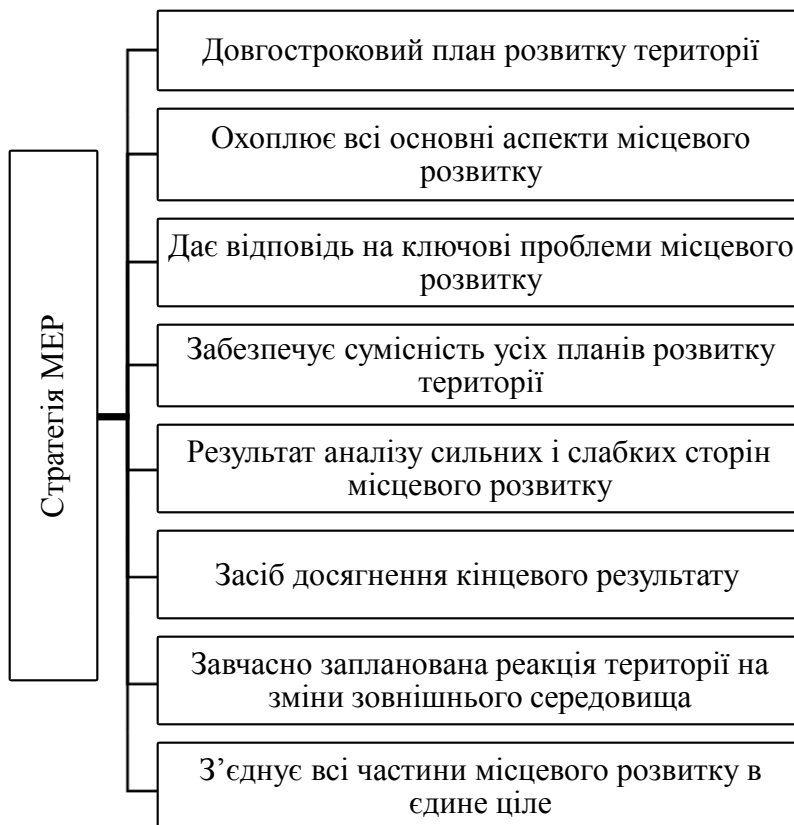 Стратегія МЕР
Довгостроковий план розвитку території
Охоплює всі основні аспекти місцевого
розвитку
Дає відповідь на ключові проблеми місцевого
розвитку
Забезпечує сумісність усіх планів розвитку
території
Результат аналізу сильних і слабких сторін
місцевого розвитку
Засіб досягнення кінцевого результату
Завчасно запланована реакція території на
зміни зовнішнього середовища
З’єднує всі частини місцевого розвитку в
єдине ціле